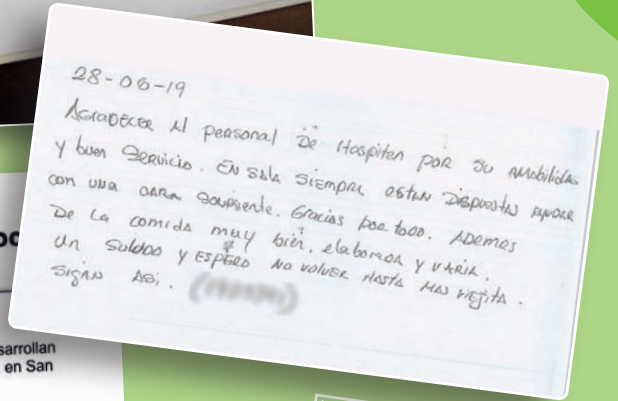 28-06-19
Agradecer al personal de Hospiten por su amabilidad
y buen servicio. En sala siempre estan dispuestas ayudar
con una cara sonriente. Gracias por todo. Ademas
De la comida muy bien. elaborada y varia.
Un saludo y espero no volver hasta mas viejita.
sigan asi.
sarrollan
en San